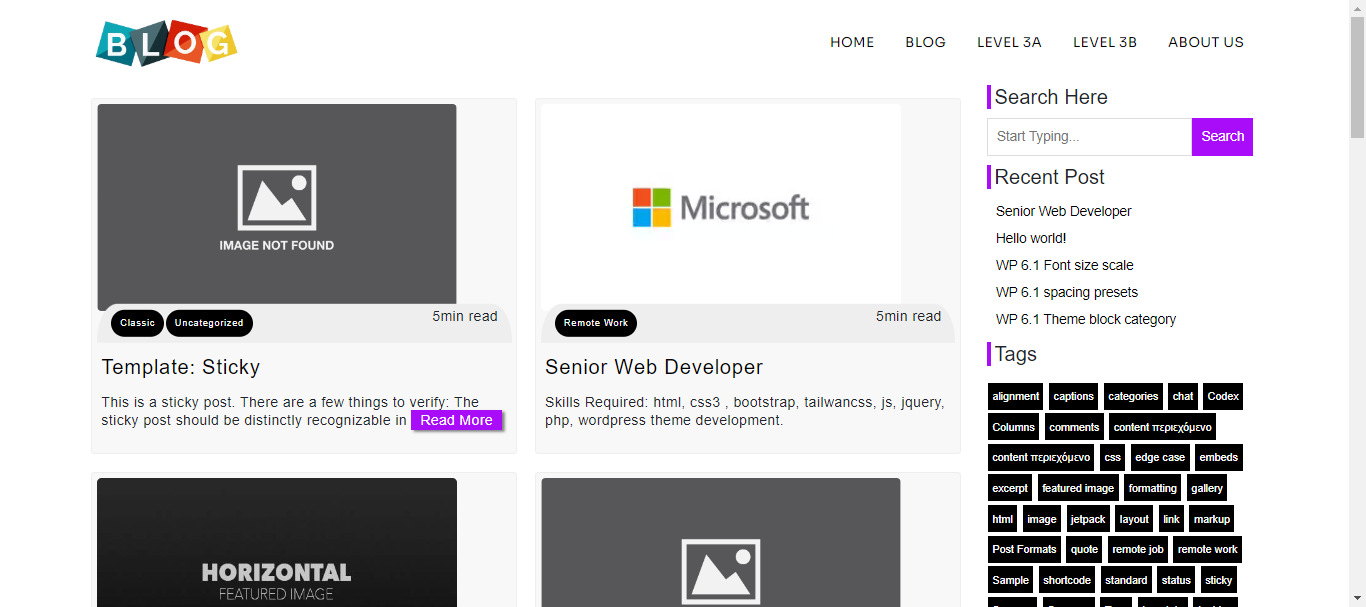 BLOG
HOME BLOG LEVEL 3A LEVEL 3B ABOUT US
IMAGE NOT FOUND
Classic Uncategorized 5min read
Template: Sticky
This is a sticky post. There are a few things to verify: The
sticky post should be distinctly recognizable in Read More
Microsoft
Remote Work 5min read
Senior Web Developer
Skills Required: html, css3 , bootstrap, tailwancss, js, jquery,
php, wordpress theme development.
HORIZONTAL
FEATURED IMAGE
Search Here
Start Typing... Search
Recent Post
Senior Web Developer
Hello world!
WP 6.1 Font size scale
WP 6.1 spacing presets
WP 6.1 Theme block category
Tags
alignment captions categories chat Codex
Columns comments content περιεχόμενο
content περιεχόμενο css edge case embeds
excerpt featured image formatting gallery
html image jetpack layout link markup
Post Formats quote remote job remote work
Sample shortcode standard status sticky